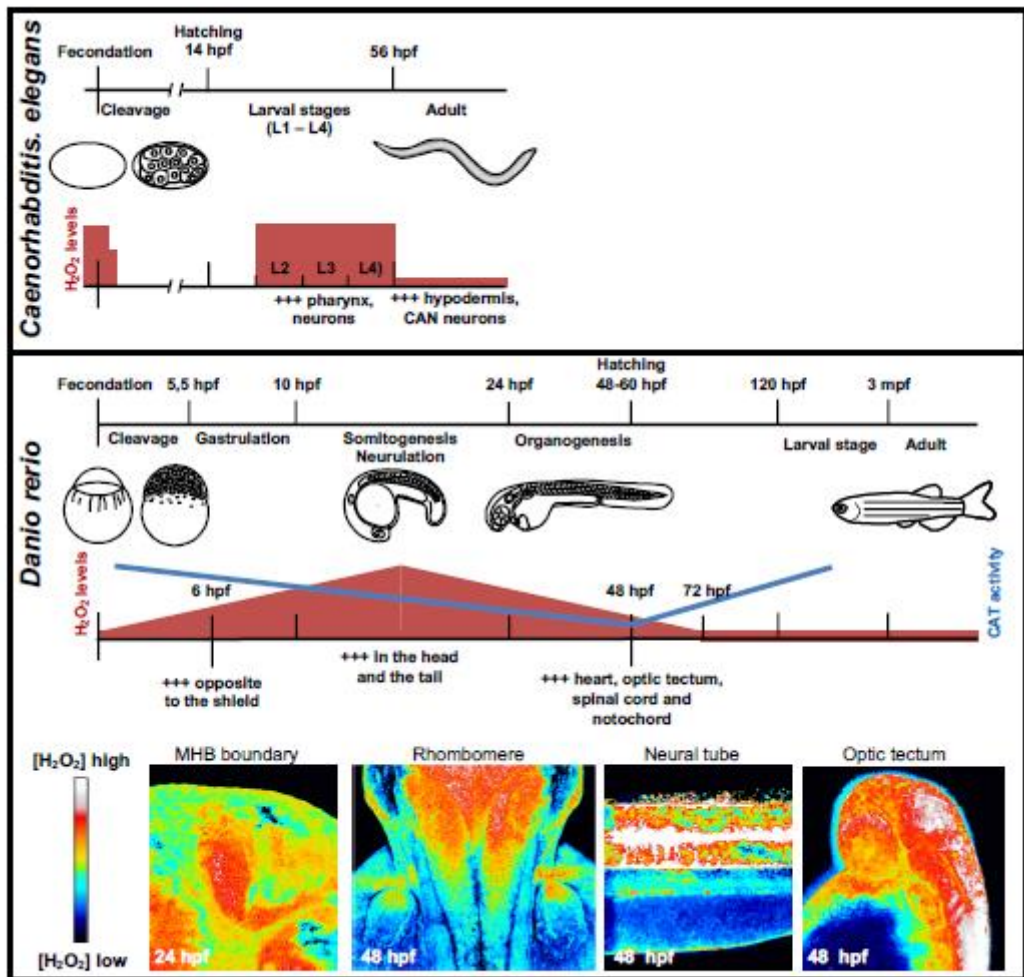 Caenorhabditis. elegans
Hatching
Fecondation 14 hpf 56 hpf
Cleavage Larval stages Adult
(L1 – L4)
H₂O₂ levels
L2 L3 L4)
+++ pharynx, +++ hypodermis,
neurons CAN neurons
Danio rerio
Hatching
Fecondation 5,5 hpf 10 hpf 24 hpf 48-60 hpf 120 hpf 3 mpf
Cleavage Gastrulation Somitogenesis Organogenesis Larval stage Adult
Neurulation
H₂O₂ levels
CAT activity
6 hpf 48 hpf 72 hpf
+++ opposite +++ in the head +++ heart, optic tectum,
to the shield and the tail spinal cord and
notochord
[H₂O₂] high MHB boundary Rhombomere Neural tube Optic tectum
[H₂O₂] low 24 hpf 48 hpf 48 hpf 48 hpf